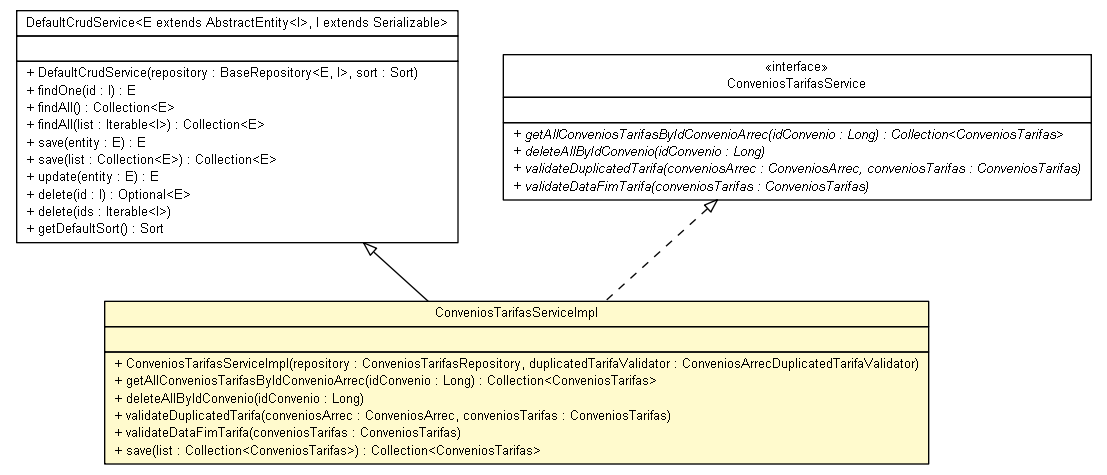 DefaultCrudService<E extends AbstractEntity<I>, I extends Serializable>
+ DefaultCrudService(repository : BaseRepository<E, I>, sort : Sort)
+ findOne(id : I) : E
+ findAll() : Collection<E>
+ findAll(list : Iterable<I>) : Collection<E>
+ save(entity : E) : E
+ save(list : Collection<E>) : Collection<E>
+ update(entity : E) : E
+ delete(id : I) : Optional<E>
+ delete(ids : Iterable<I>)
+ getDefaultSort() : Sort
«interface»
ConveniosTarifasService
+ getAllConveniosTarifasByIdConvenioArrec(idConvenio : Long) : Collection<ConveniosTarifas>
+ deleteAllByIdConvenio(idConvenio : Long)
+ validateDuplicatedTarifa(conveniosArrec : ConveniosArrec, conveniosTarifas : ConveniosTarifas)
+ validateDataFimTarifa(conveniosTarifas : ConveniosTarifas)
ConveniosTarifasServiceImpl
+ ConveniosTarifasServiceImpl(repository : ConveniosTarifasRepository, duplicatedTarifaValidator : ConveniosArrecDuplicatedTarifaValidator)
+ getAllConveniosTarifasByIdConvenioArrec(idConvenio : Long) : Collection<ConveniosTarifas>
+ deleteAllByIdConvenio(idConvenio : Long)
+ validateDuplicatedTarifa(conveniosArrec : ConveniosArrec, conveniosTarifas : ConveniosTarifas)
+ validateDataFimTarifa(conveniosTarifas : ConveniosTarifas)
+ save(list : Collection<ConveniosTarifas>) : Collection<ConveniosTarifas>